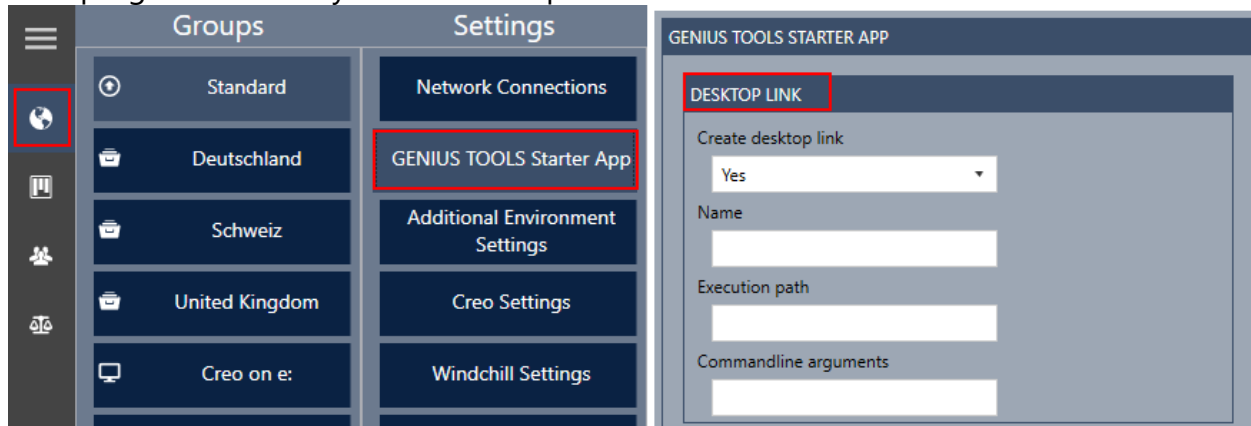 Groups
Settings
Standard
Network Connections
Deutschland
GENIUS TOOLS Starter App
Schweiz
Additional Environment
Settings
United Kingdom
Creo Settings
Creo on e:
Windchill Settings
GENIUS TOOLS STARTER APP
DESKTOP LINK
Create desktop link
Yes
Name
Execution path
Commandline arguments